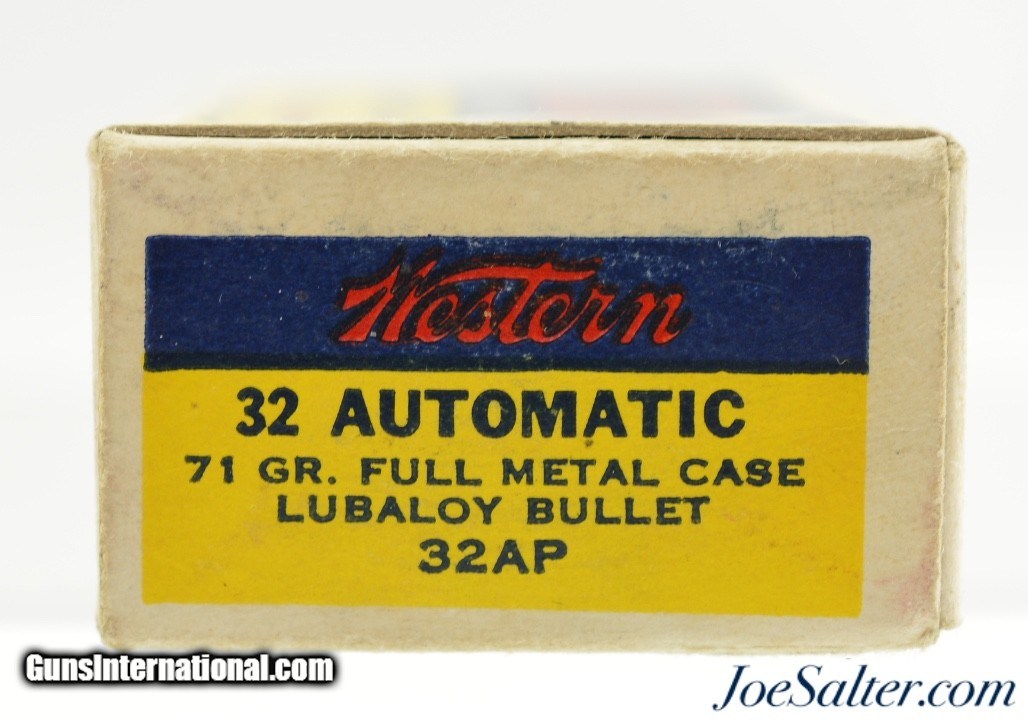 Western
32 AUTOMATIC
71 GR. FULL METAL CASE
LUBALOY BULLET
32AP
GunsInternational.com
JoeSalter.com